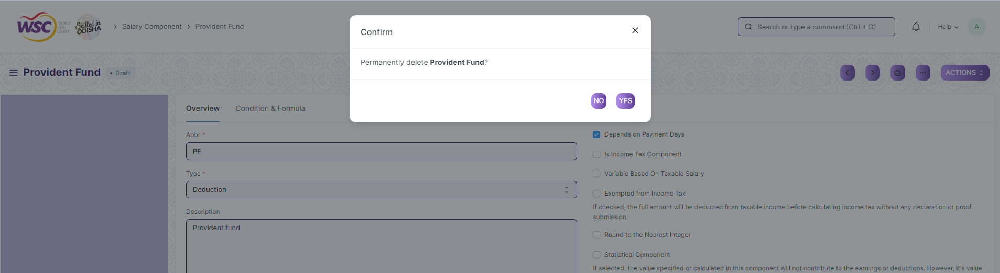 WSC WORLD SKILL CENTER Skilled in ODISHA > Salary Component > Provident Fund
Search or type a command (Ctrl + G)
Help
A
Confirm
Permanently delete Provident Fund?
NO YES
Provident Fund • Draft
ACTIONS
Overview Condition & Formula
Abbr *
PF
Type *
Deduction
Description
Provident fund
Depends on Payment Days
Is Income Tax Component
Variable Based On Taxable Salary
Exempted from Income Tax
If checked, the full amount will be deducted from taxable income before calculating income tax without any declaration or proof
submission.
Round to the Nearest Integer
Statistical Component
If selected, the value specified or calculated in this component will not contribute to the earnings or deductions. However, it's value